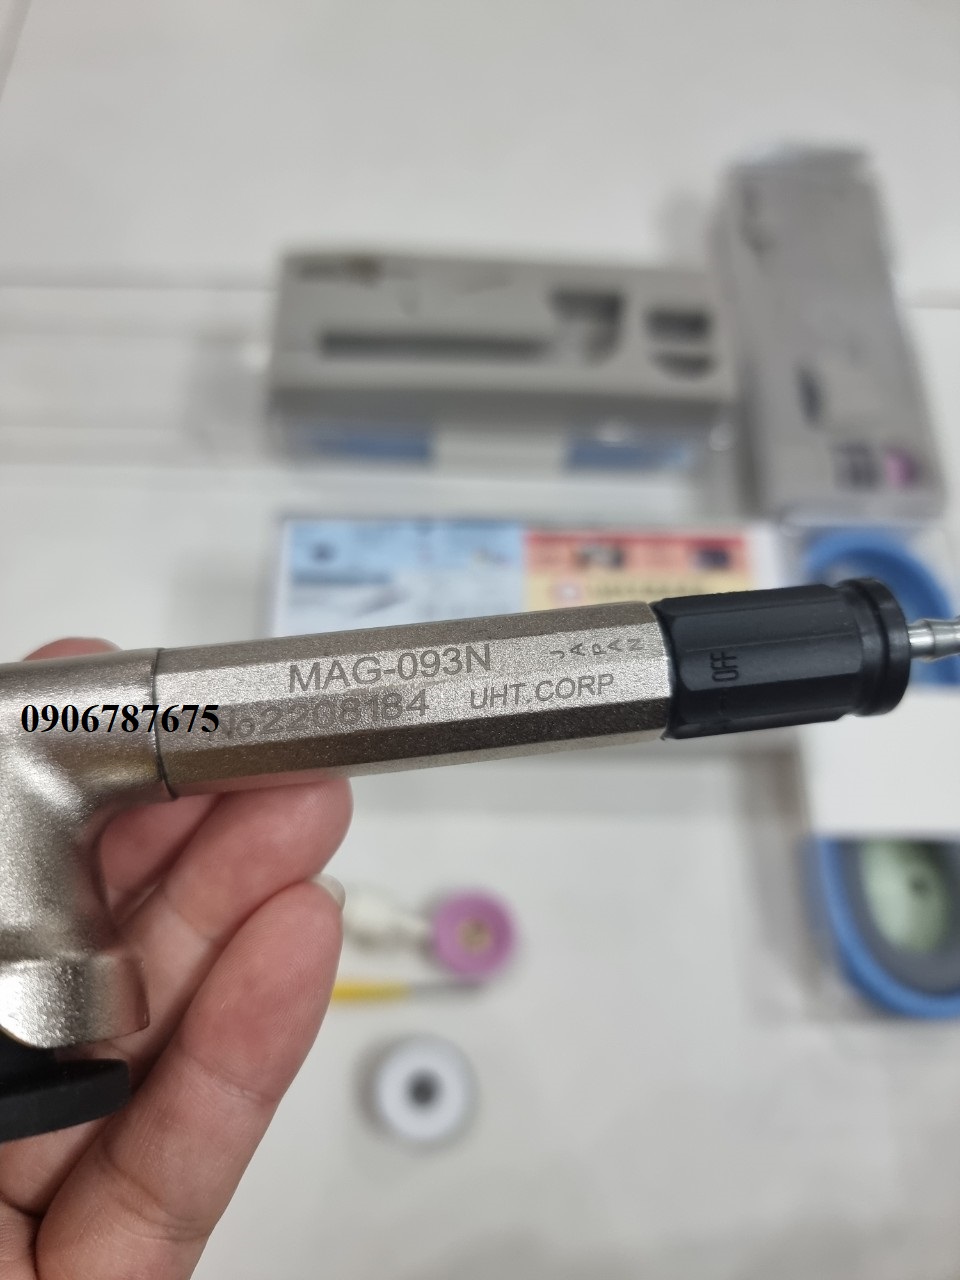 MAG-093N
JAPAN
No2208184
UHT.CORP
OFF
0906787675